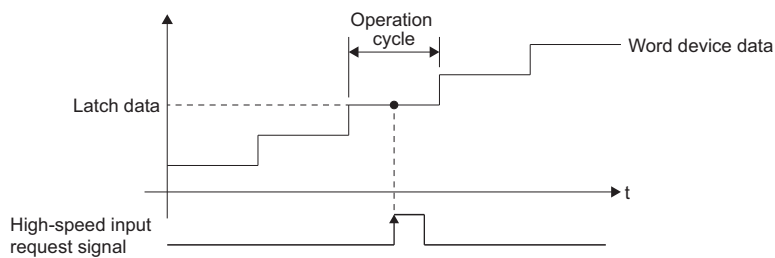 Operation
cycle
Word device data
Latch data
t
High-speed input
request signal